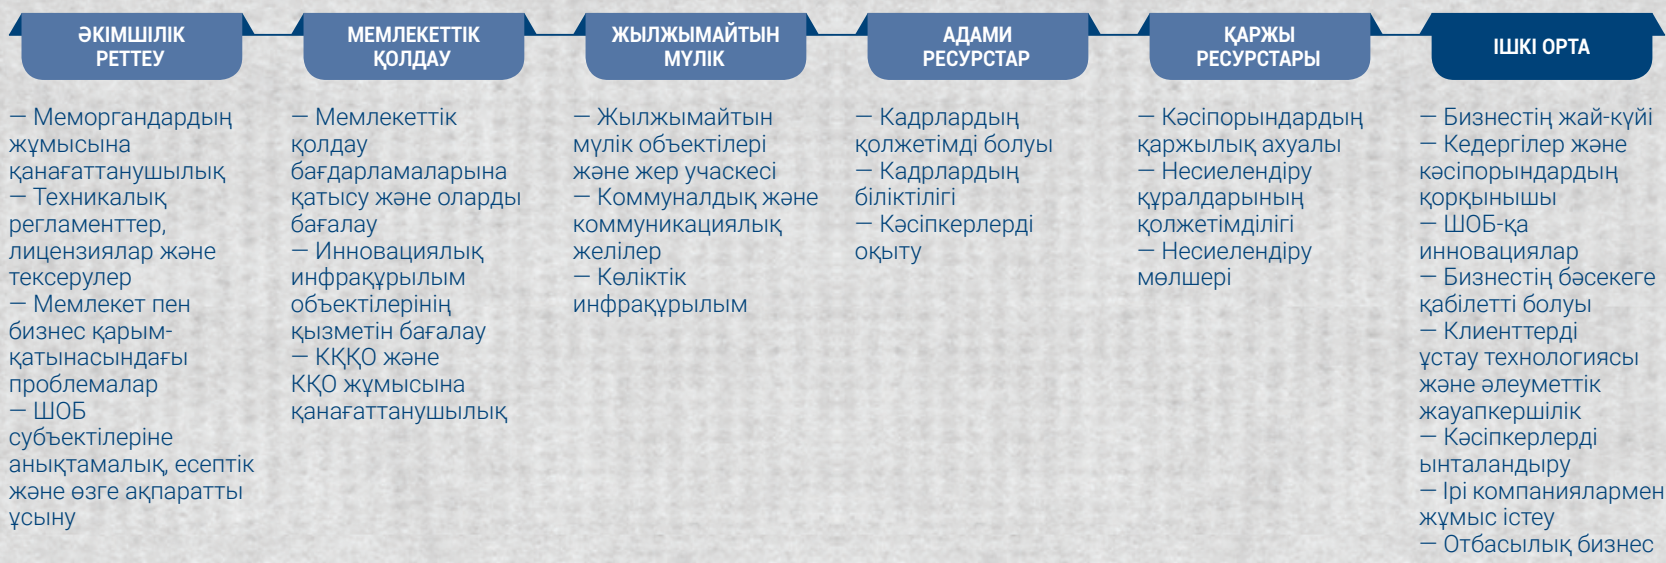 ӘКІМШІЛІК
РЕТТЕУ
— Меморгандардың
жұмысына
қанағаттанушылық
— Техникалық
регламенттер,
лицензиялар және
тексерулер
— Мемлекет пен
бизнес қарым-
қатынасындағы
проблемалар
— ШОБ
субъектілеріне
анықтамалық, есептік
және өзге ақпаратты
ұсыну
МЕМЛЕКЕТТІК
ҚОЛДАУ
— Мемлекеттік
қолдау
бағдарламаларына
қатысу және оларды
бағалау
— Инновациялық
инфрақұрылым
объектілерінің
қызметін бағалау
— КҚҚО және
КҚО жұмысына
қанағаттанушылық
ЖЫЛЖЫМАЙТЫН
МҮЛІК
— Жылжымайтын
мүлік объектілері
және жер учаскесі
— Коммуналдық және
коммуникациялық
желілер
— Көліктік
инфрақұрылым
АДАМИ
РЕСУРСТАР
— Кадрлардың
қолжетімді болуы
— Кадрлардың
біліктілігі
— Кәсіпкерлерді
оқыту
ҚАРЖЫ
РЕСУРСТАРЫ
— Кәсіпорындардың
қаржылық ахуалы
— Несиелендіру
құралдарының
қолжетімділігі
— Несиелендіру
мөлшері
ІШКІ ОРТА
— Бизнестің жай-күйі
— Кедергілер және
кәсіпорындардың
қорқынышы
— ШОБ-қа
инновациялар
— Бизнестің бәсекеге
қабілетті болуы
— Клиенттерді
ұстау технологиясы
және әлеуметтік
жауапкершілік
— Кәсіпкерлерді
ынталандыру
— Ірі компаниялармен
жұмыс істеу
— Отбасылық бизнес